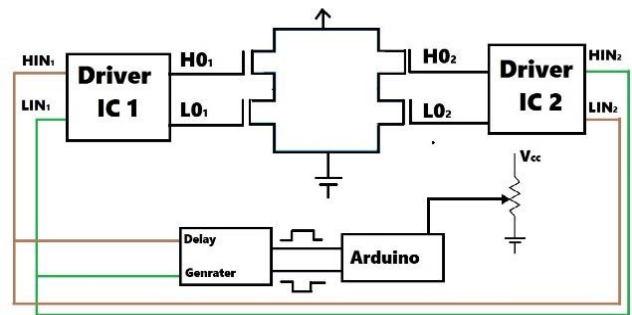 HIN₁
Driver
IC 1
H0₁
LIN₁
L0₁
H0₂
Driver
IC 2
HIN₂
L0₂
LIN₂
Vcc
Delay
Genrater
Arduino